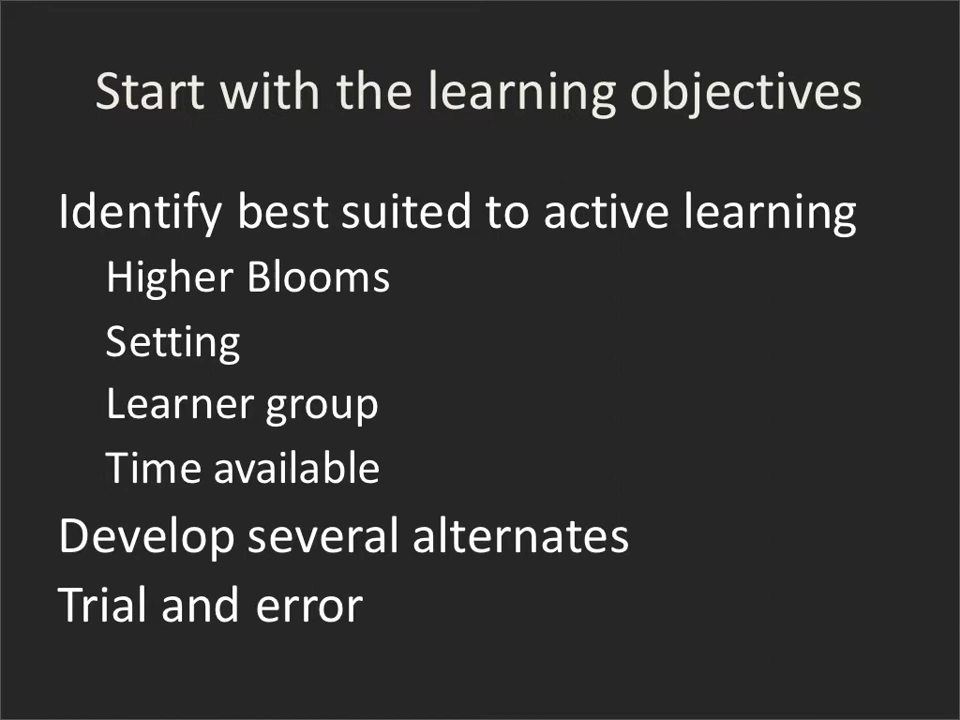 Start with the learning objectives
Identify best suited to active learning
Higher Blooms
Setting
Learner group
Time available
Develop several alternates
Trial and error